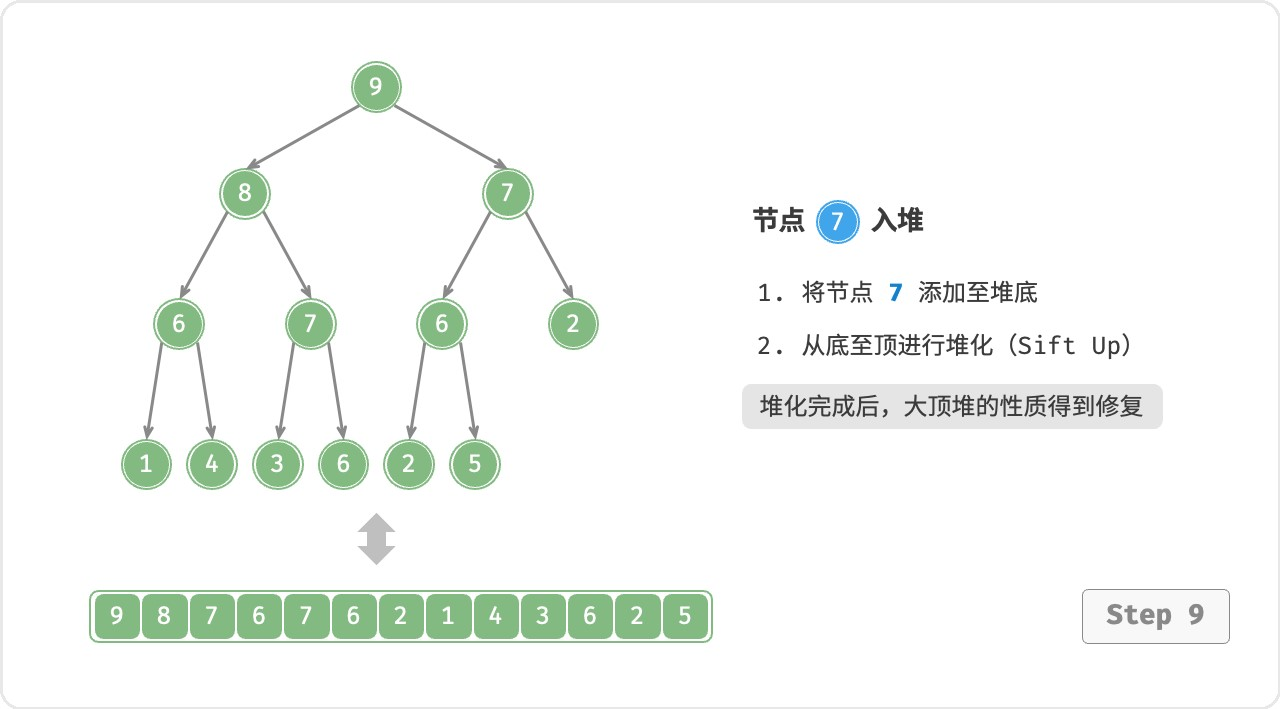 9
8 7
6 7 6 2
1 4 3 6 2 5
9 8 7 6 7 6 2 1 4 3 6 2 5
节点 7 入堆
1. 将节点 7 添加至堆底
2. 从底至顶进行堆化（Sift Up）
堆化完成后，大顶堆的性质得到修复
Step 9